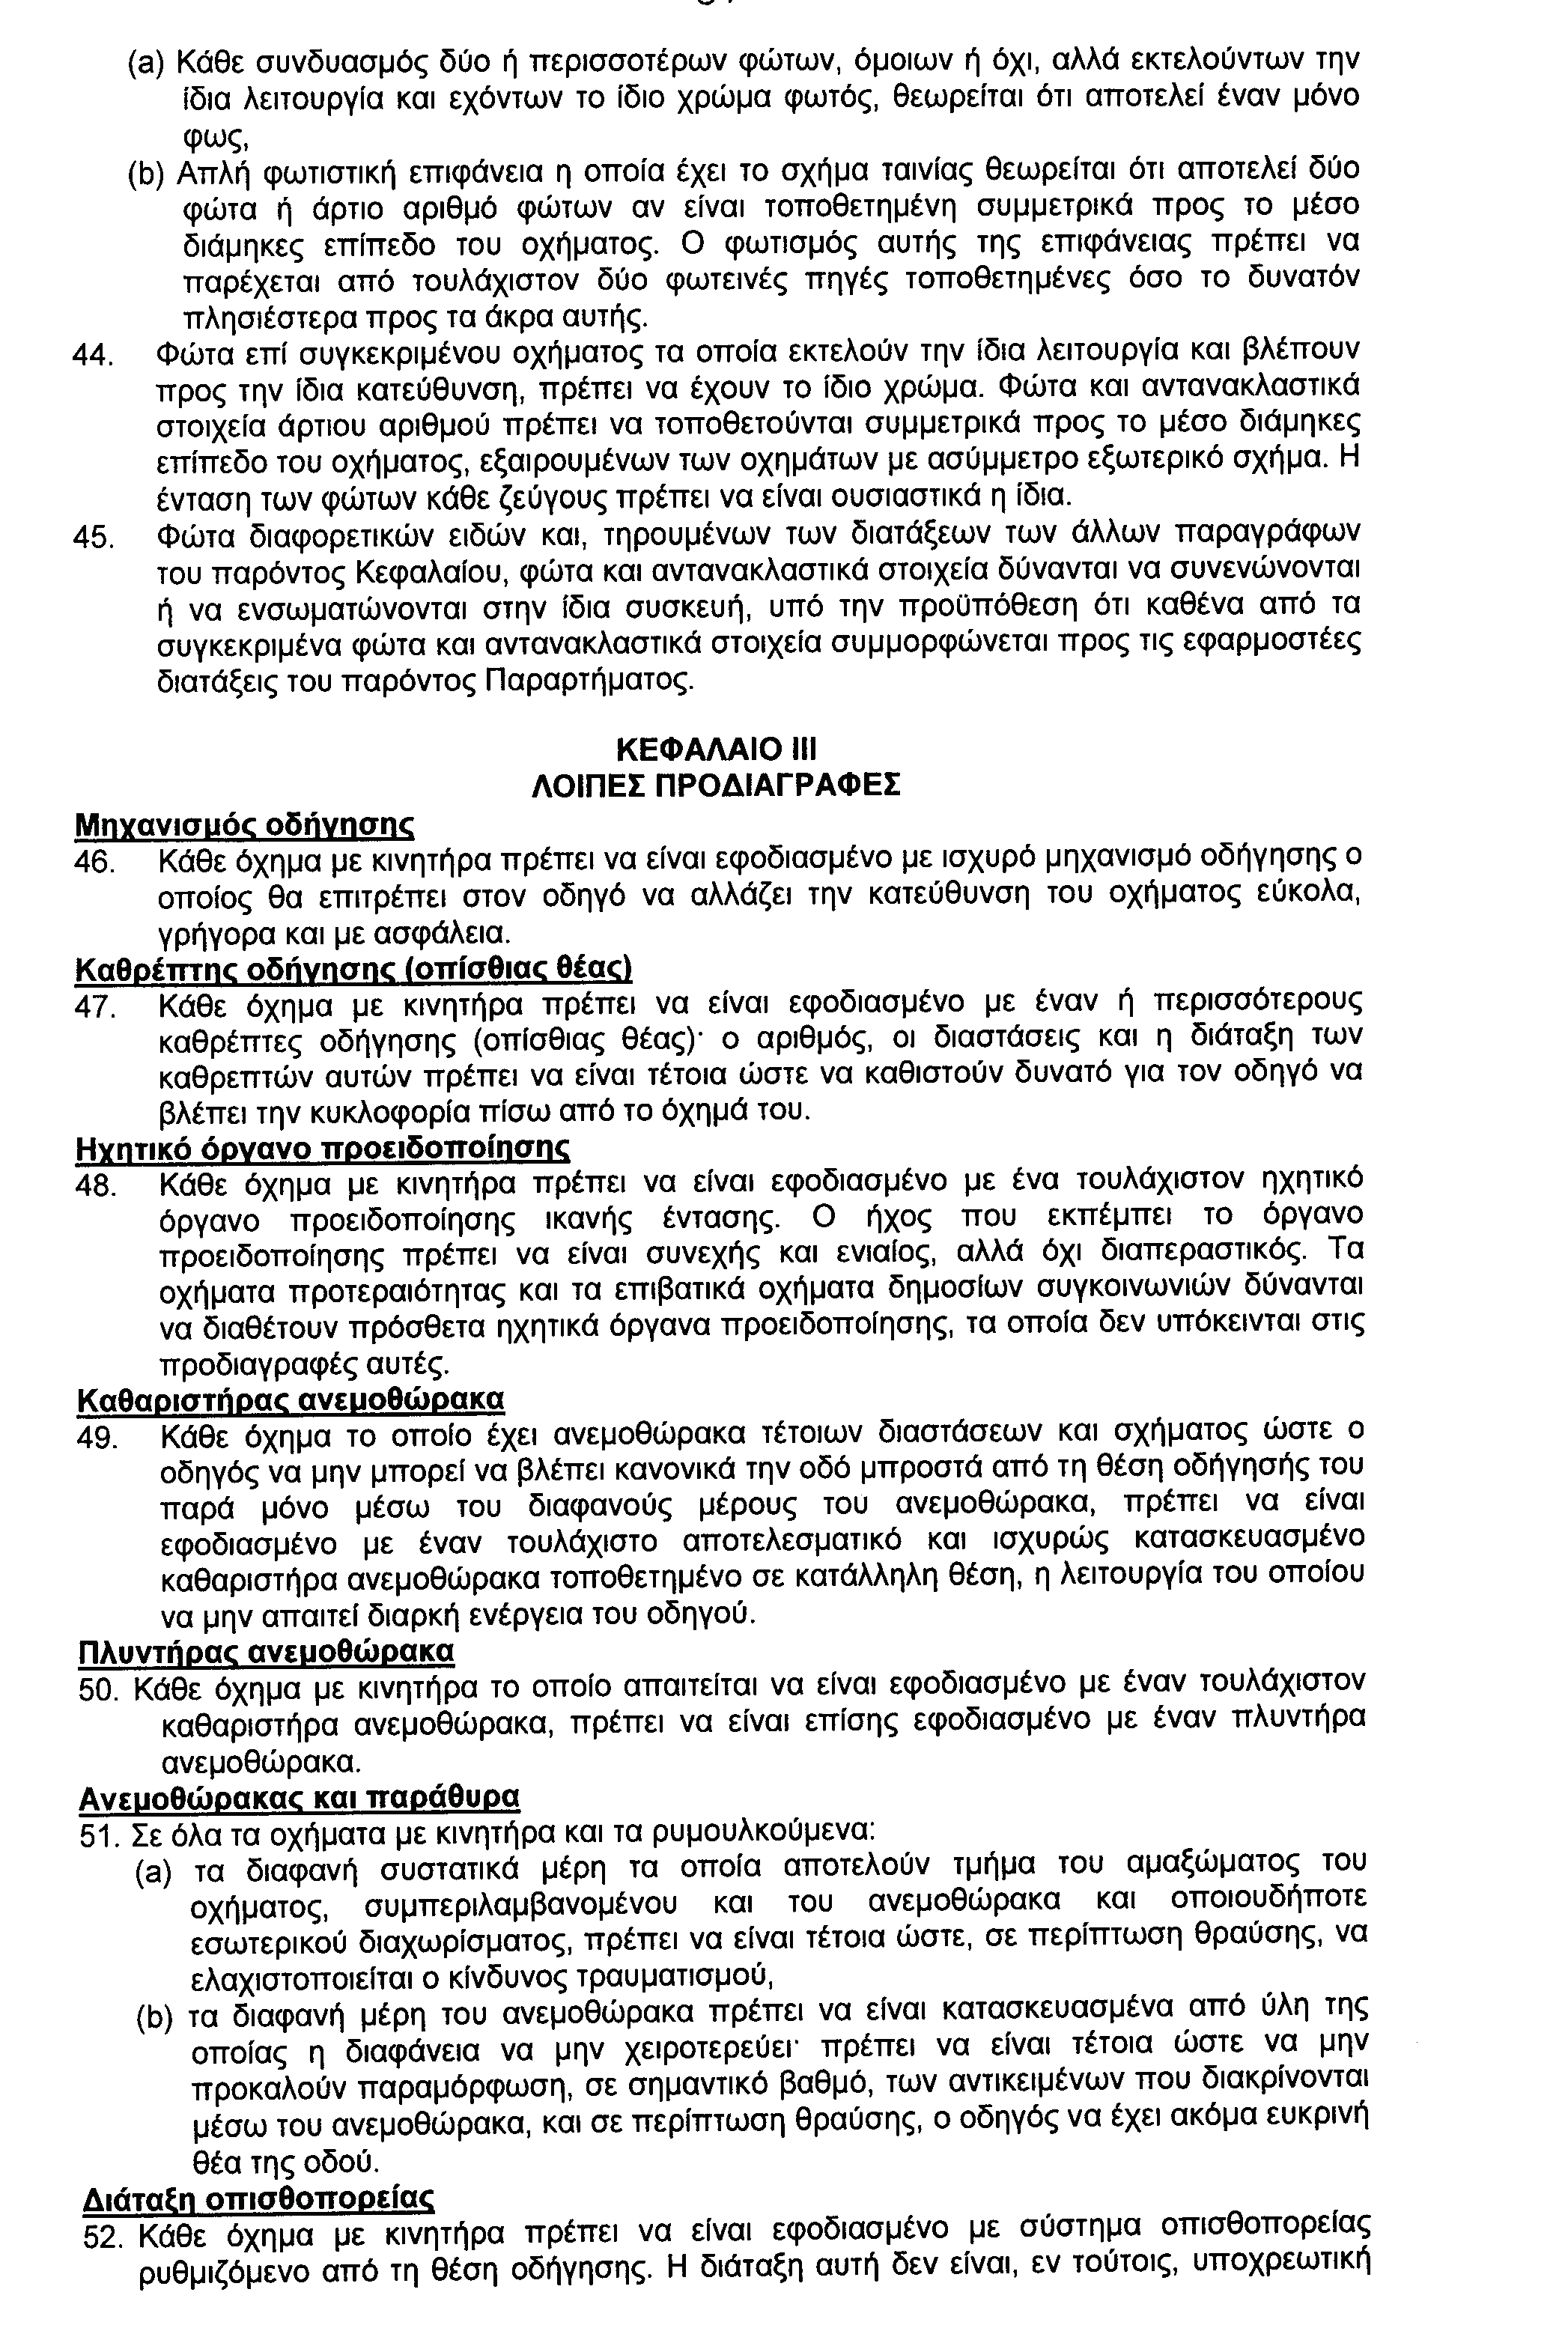 (a) Κάθε συνδυασμός δύο ή περισσοτέρων φώτων, όμοιων ή όχι, αλλά εκτελούντων την
ίδια λειτουργία και εχόντων το ίδιο χρώμα φωτός, θεωρείται ότι αποτελεί έναν μόνο
φως,
(b) Απλή φωτιστική επιφάνεια η οποία έχει το σχήμα ταινίας θεωρείται ότι αποτελεί δύο
φώτα ή άρτιο αριθμό φώτων αν είναι τοποθετημένη συμμετρικά προς το μέσο
διάμηκες επίπεδο του οχήματος. Ο φωτισμός αυτής της επιφάνειας πρέπει να
παρέχεται από τουλάχιστον δύο φωτεινές πηγές τοποθετημένες όσο το δυνατόν
πλησιέστερα προς τα άκρα αυτής.
44. Φώτα επί συγκεκριμένου οχήματος τα οποία εκτελούν την ίδια λειτουργία και βλέπουν
προς την ίδια κατεύθυνση, πρέπει να έχουν το ίδιο χρώμα. Φώτα και αντανακλαστικά
στοιχεία άρτιου αριθμού πρέπει να τοποθετούνται συμμετρικά προς το μέσο διάμηκες
επίπεδο του οχήματος, εξαιρουμένων των οχημάτων με ασύμμετρο εξωτερικό σχήμα. Η
ένταση των φώτων κάθε ζεύγους πρέπει να είναι ουσιαστικά η ίδια.
45. Φώτα διαφορετικών ειδών και, τηρουμένων των διατάξεων των άλλων παραγράφων
του παρόντος Κεφαλαίου, φώτα και αντανακλαστικά στοιχεία δύνανται να συνενώνονται
ή να ενσωματώνονται στην ίδια συσκευή, υπό την προϋπόθεση ότι καθένα από τα
συγκεκριμένα φώτα και αντανακλαστικά στοιχεία συμμορφώνεται προς τις εφαρμοστέες
διατάξεις του παρόντος Παραρτήματος.
ΚΕΦΑΛΑΙΟ ΙΙΙ
ΛΟΙΠΕΣ ΠΡΟΔΙΑΓΡΑΦΕΣ
Μηχανισμός οδήγησης
46. Κάθε όχημα με κινητήρα πρέπει να είναι εφοδιασμένο με ισχυρό μηχανισμό οδήγησης ο
οποίος θα επιτρέπει στον οδηγό να αλλάζει την κατεύθυνση του οχήματος εύκολα,
γρήγορα και με ασφάλεια.
Καθρέπτης οδήγησης (οπίσθιας θέας)
47. Κάθε όχημα με κινητήρα πρέπει να είναι εφοδιασμένο με έναν ή περισσότερους
καθρέπτες οδήγησης (οπίσθιας θέας)· ο αριθμός, οι διαστάσεις και η διάταξη των
καθρεπτών αυτών πρέπει να είναι τέτοια ώστε να καθιστούν δυνατό για τον οδηγό να
βλέπει την κυκλοφορία πίσω από το όχημά του.
Ηχητικό όργανο προειδοποίησης
48. Κάθε όχημα με κινητήρα πρέπει να είναι εφοδιασμένο με ένα τουλάχιστον ηχητικό
όργανο προειδοποίησης ικανής έντασης. Ο ήχος που εκπέμπει το όργανο
προειδοποίησης πρέπει να είναι συνεχής και ενιαίος, αλλά όχι διαπεραστικός. Τα
οχήματα προτεραιότητας και τα επιβατικά οχήματα δημοσίων συγκοινωνιών δύνανται
να διαθέτουν πρόσθετα ηχητικά όργανα προειδοποίησης, τα οποία δεν υπόκεινται στις
προδιαγραφές αυτές.
Καθαριστήρας ανεμοθώρακα
49. Κάθε όχημα το οποίο έχει ανεμοθώρακα τέτοιων διαστάσεων και σχήματος ώστε ο
οδηγός να μην μπορεί να βλέπει κανονικά την οδό μπροστά από τη θέση οδήγησής του
παρά μόνο μέσω του διαφανούς μέρους του ανεμοθώρακα, πρέπει να είναι
εφοδιασμένο με έναν τουλάχιστο αποτελεσματικό και ισχυρώς κατασκευασμένο
καθαριστήρα ανεμοθώρακα τοποθετημένο σε κατάλληλη θέση, η λειτουργία του οποίου
να μην απαιτεί διαρκή ενέργεια του οδηγού.
Πλυντήρας ανεμοθώρακα
50. Κάθε όχημα με κινητήρα το οποίο απαιτείται να είναι εφοδιασμένο με έναν τουλάχιστον
καθαριστήρα ανεμοθώρακα, πρέπει να είναι επίσης εφοδιασμένο με έναν πλυντήρα
ανεμοθώρακα.
Ανεμοθώρακας και παράθυρα
51. Σε όλα τα οχήματα με κινητήρα και τα ρυμουλκούμενα:
(a) τα διαφανή συστατικά μέρη τα οποία αποτελούν τμήμα του αμαξώματος του
οχήματος, συμπεριλαμβανομένου και του ανεμοθώρακα και οποιουδήποτε
εσωτερικού διαχωρίσματος, πρέπει να είναι τέτοια ώστε, σε περίπτωση θραύσης, να
ελαχιστοποιείται ο κίνδυνος τραυματισμού,
(b) τα διαφανή μέρη του ανεμοθώρακα πρέπει να είναι κατασκευασμένα από ύλη της
οποίας η διαφάνεια να μην χειροτερεύει· πρέπει να είναι τέτοια ώστε να μην
προκαλούν παραμόρφωση, σε σημαντικό βαθμό, των αντικειμένων που διακρίνονται
μέσω του ανεμοθώρακα, και σε περίπτωση θραύσης, ο οδηγός να έχει ακόμα ευκρινή
θέα της οδού.
Διάταξη οπισθοπορείας
52. Κάθε όχημα με κινητήρα πρέπει να είναι εφοδιασμένο με σύστημα οπισθοπορείας
ρυθμιζόμενο από τη θέση οδήγησης. Η διάταξη αυτή δεν είναι, εν τούτοις, υποχρεωτική